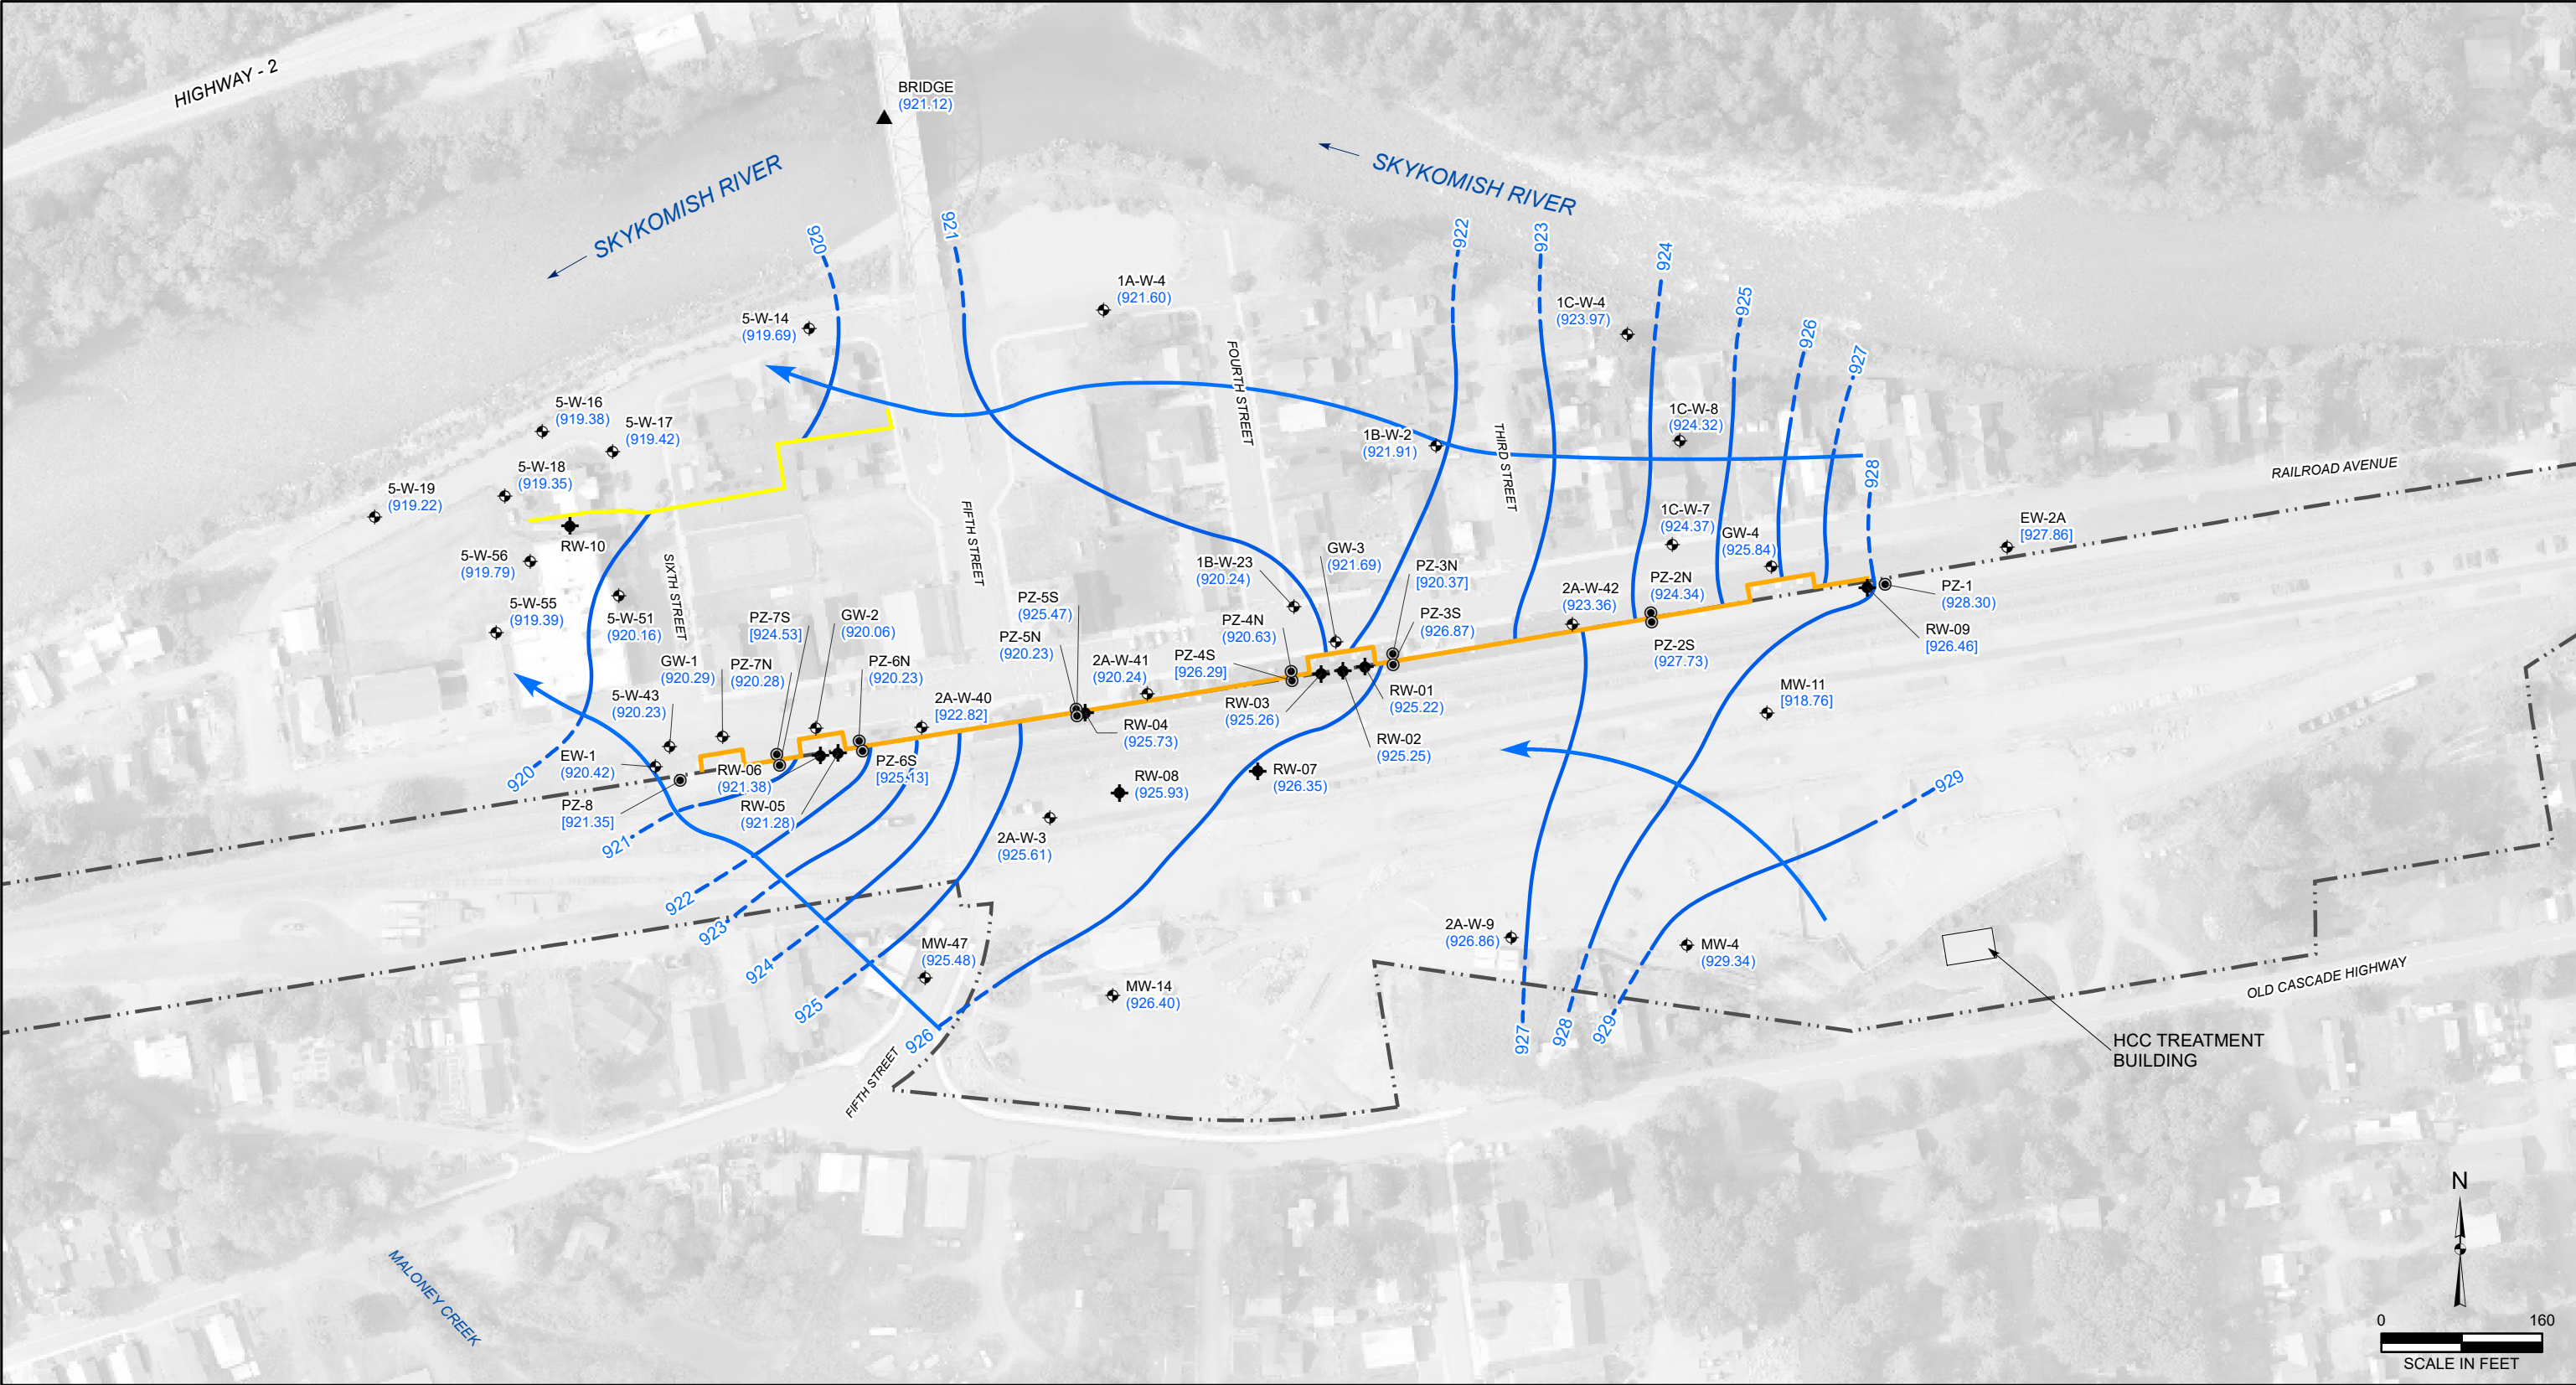 HIGHWAY - 2
BRIDGE
(921.12)
SKYKOMISH RIVER
SKYKOMISH RIVER
920
921
922
923
924
925
926
927
928
1A-W-4
(921.60)
1C-W-4
(923.97)
5-W-14
(919.69)
FOURTH STREET
5-W-16
(919.38)
5-W-17
(919.42)
1C-W-8
(924.32)
1B-W-2
(921.91)
THIRD STREET
5-W-18
(919.35)
5-W-19
(919.22)
RAILROAD AVENUE
FIFTH STREET
1C-W-7
(924.37)
GW-4
(925.84)
EW-2A
[927.86]
RW-10
5-W-56
(919.79)
SIXTH STREET
1B-W-23
(920.24)
GW-3
(921.69)
PZ-3N
[920.37]
PZ-2N
(924.34)
2A-W-42
(923.36)
PZ-1
(928.30)
5-W-55
(919.39)
5-W-51
(920.16)
PZ-7S
[924.53]
GW-2
(920.06)
PZ-5S
(925.47)
PZ-5N
(920.23)
PZ-4N
(920.63)
PZ-3S
(926.87)
RW-09
[926.46]
PZ-2S
(927.73)
GW-1
(920.29)
PZ-7N
(920.28)
PZ-6N
(920.23)
2A-W-41
(920.24)
PZ-4S
[926.29]
5-W-43
(920.23)
2A-W-40
[922.82]
RW-03
(925.26)
RW-01
(925.22)
MW-11
[918.76]
RW-04
(925.73)
RW-02
(925.25)
EW-1
(920.42)
RW-06
(921.38)
PZ-6S
[925.13]
920
RW-08
(925.93)
RW-07
(926.35)
929
PZ-8
[921.35]
RW-05
(921.28)
921
2A-W-3
(925.61)
922
923
924
925
926
MW-47
(925.48)
2A-W-9
(926.86)
MW-4
(929.34)
MW-14
(926.40)
927
928
929
OLD CASCADE HIGHWAY
HCC TREATMENT
BUILDING
FIFTH STREET
MALONEY CREEK
N
0
160
SCALE IN FEET